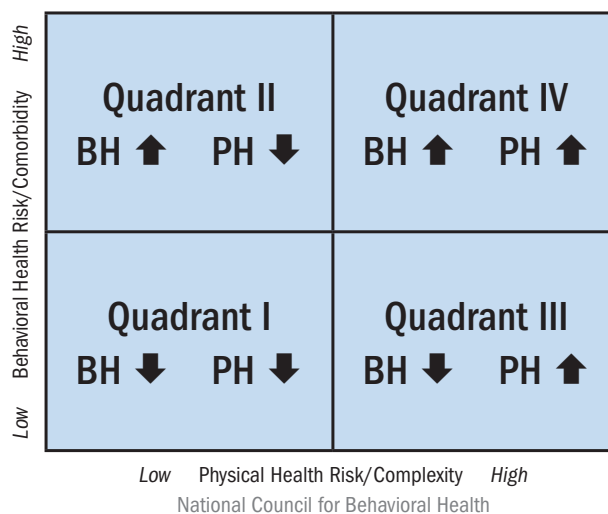 High
Behavioral Health Risk/Comorbidity
Low
Quadrant II
BH PH
Quadrant IV
BH PH
Quadrant I
BH PH
Quadrant III
BH PH
Low Physical Health Risk/Complexity High
National Council for Behavioral Health